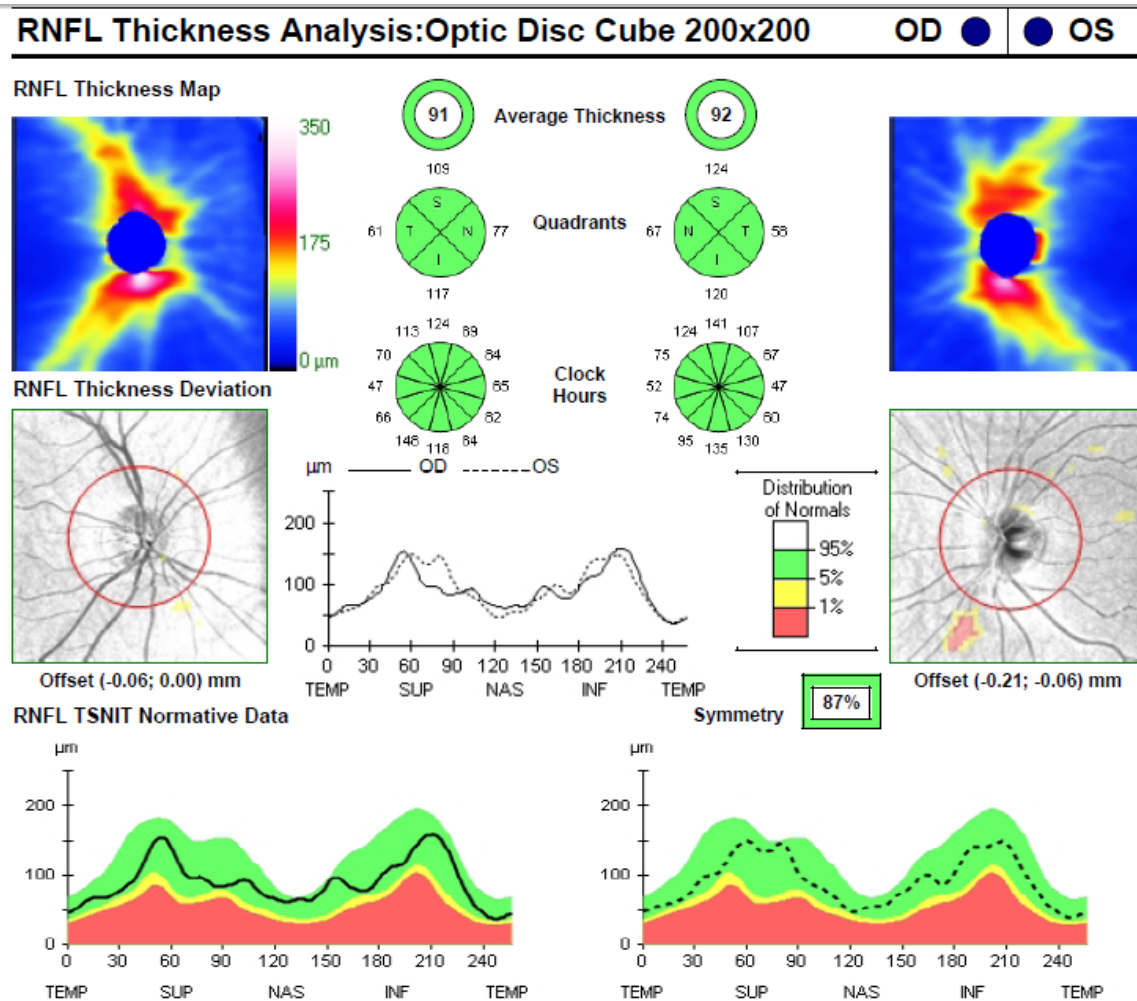 RNFL Thickness Analysis:Optic Disc Cube 200x200 OD OS
RNFL Thickness Map
350
175
0 µm
91 Average Thickness 92
109 124
S S
61 T N 77 Quadrants 67 N T 58
I I
117 120
113 124 89 124 141 107
70 84 75 67
47 65 Clock 52 47
66 82 Hours 74 60
148 118 84 95 135 130
RNFL Thickness Deviation
µm OD OS
200
100
0
0 30 60 90 120 150 180 210 240
TEMP SUP NAS INF TEMP
Distribution
of Normals
95%
5%
1%
Offset (-0.06; 0.00) mm Offset (-0.21; -0.06) mm
Symmetry 87%
RNFL TSNIT Normative Data
µm µm
200 200
100 100
0 0
0 30 60 90 120 150 180 210 240 0 30 60 90 120 150 180 210 240
TEMP SUP NAS INF TEMP TEMP SUP NAS INF TEMP